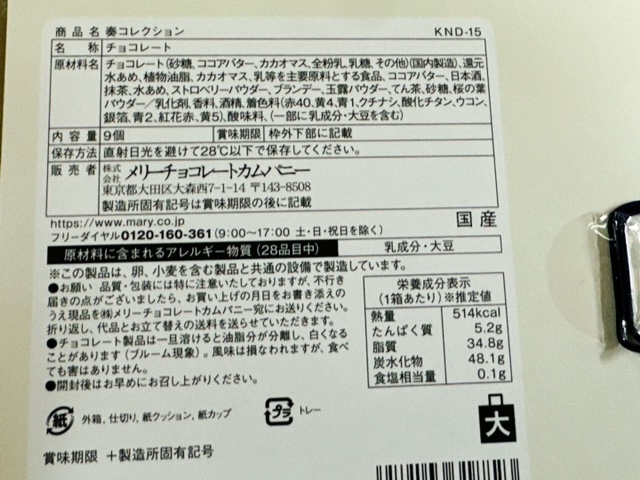 商品名 奏コレクション KND-15
名称 チョコレート
原材料名 チョコレート(砂糖、ココアバター、カカオマス、全粉乳、乳糖、その他)(国内製造)、還元
水あめ、植物油脂、カカオマス、乳等を主要原料とする食品、ココアバター、日本酒、
抹茶、水あめ、ストロベリーパウダー、ブランデー、玉露パウダー、てん茶、砂糖、桜の葉
パウダー/乳化剤、香料、酒精、着色料(赤40、黄4、青1、クチナシ、酸化チタン、ウコン、
銀箔、青2、紅花赤、黄5)、酸味料、(一部に乳成分・大豆を含む)
内容量 9個 賞味期限 枠外下部に記載
保存方法 直射日光を避けて28℃以下で保存してください。
販売者 株式会社 メリーチョコレートカムパニー
東京都大田区大森西7-1-14 〒143-8508
製造所固有記号は賞味期限の後に記載
https://www.mary.co.jp
国産
フリーダイヤル0120-160-361(9:00〜17:00 土・日・祝日を除く)
原材料に含まれるアレルギー物質(28品目中) 乳成分・大豆
※この製品は、卵、小麦を含む製品と共通の設備で製造しています。
●お願い 品質・包装には特に注意いたしておりますが、不行き
届きの点がございましたら、お買い上げの月日をお書き添えの
うえ現品を㈱メリーチョコレートカムパニー宛にお送りください。
折り返し、代品とお立て替えの送料を送らせていただきます。
●チョコレート製品は一旦溶けると油脂分が分離し、白くなる
ことがあります(ブルーム現象)。風味は損なわれますが、食べ
ても害はありません。
●開封後はお早めにお召し上がりください。
栄養成分表示
(1箱あたり)※推定値
熱量 514kcal
たんぱく質 5.2g
脂質 34.8g
炭水化物 48.1g
食塩相当量 0.1g
紙 外箱、仕切り、紙クッション、紙カップ
プラ トレー
大
賞味期限 +製造所固有記号